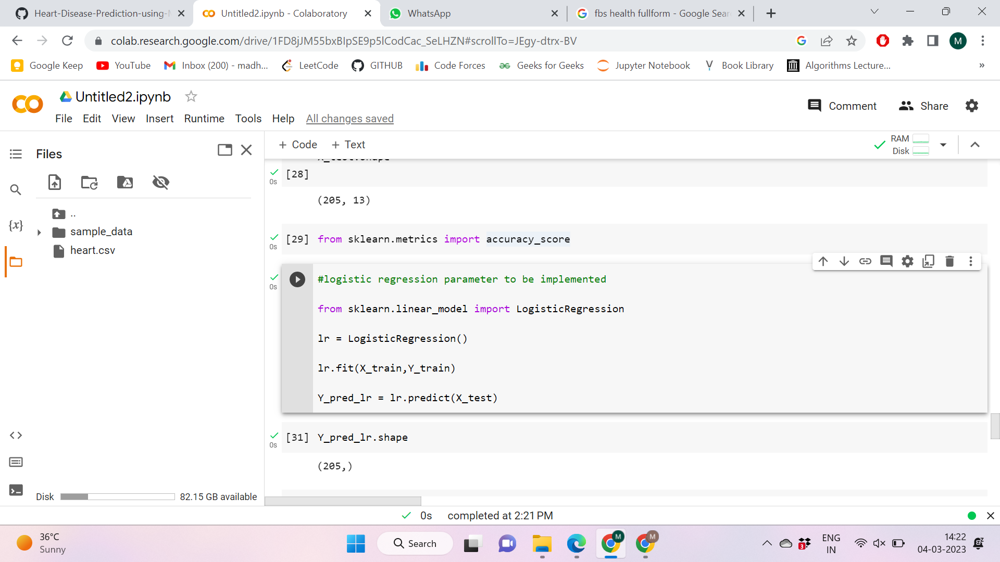 Heart-Disease-Prediction-using-
Untitled2.ipynb - Colaboratory
WhatsApp
fbs health fullform - Google Sear
colab.research.google.com/drive/1FD8jJM55bxBIpSE9p5lCodCac_SeLHZN#scrollTo=JEgy-dtrx-BV
M
Google Keep
YouTube
Inbox (200) - madh...
LeetCode
GITHUB
Code Forces
Geeks for Geeks
Jupyter Notebook
Book Library
Algorithms Lecture...
»
Untitled2.ipynb
Comment
Share
File Edit View Insert Runtime Tools Help All changes saved
Files
+ Code + Text
RAM
Disk
{x}
..
sample_data
heart.csv
X_test.shape
[28]
0s
(205, 13)
[29] from sklearn.metrics import accuracy_score
0s
#logistic regression parameter to be implemented
0s
from sklearn.linear_model import LogisticRegression
lr = LogisticRegression()
lr.fit(X_train,Y_train)
Y_pred_lr = lr.predict(X_test)
[31] Y_pred_lr.shape
0s
(205,)
Disk 82.15 GB available
0s completed at 2:21 PM
36°C
Sunny
Search
M
M
3
ENG
IN
14:22
04-03-2023